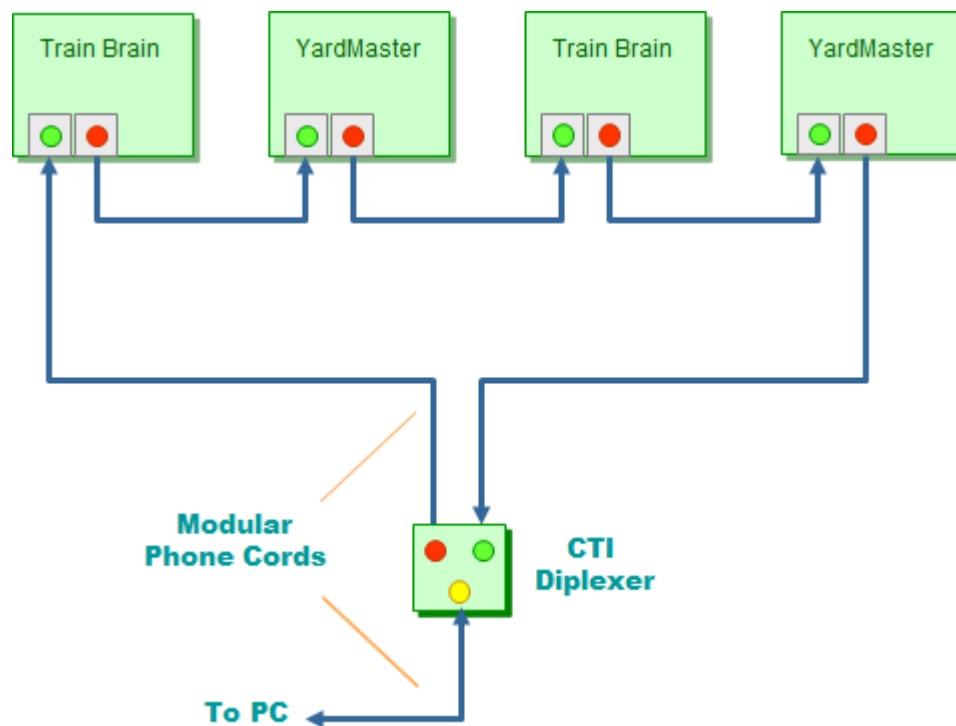 Train Brain
YardMaster
Train Brain
YardMaster
Modular
Phone Cords
CTI
Diplexer
To PC